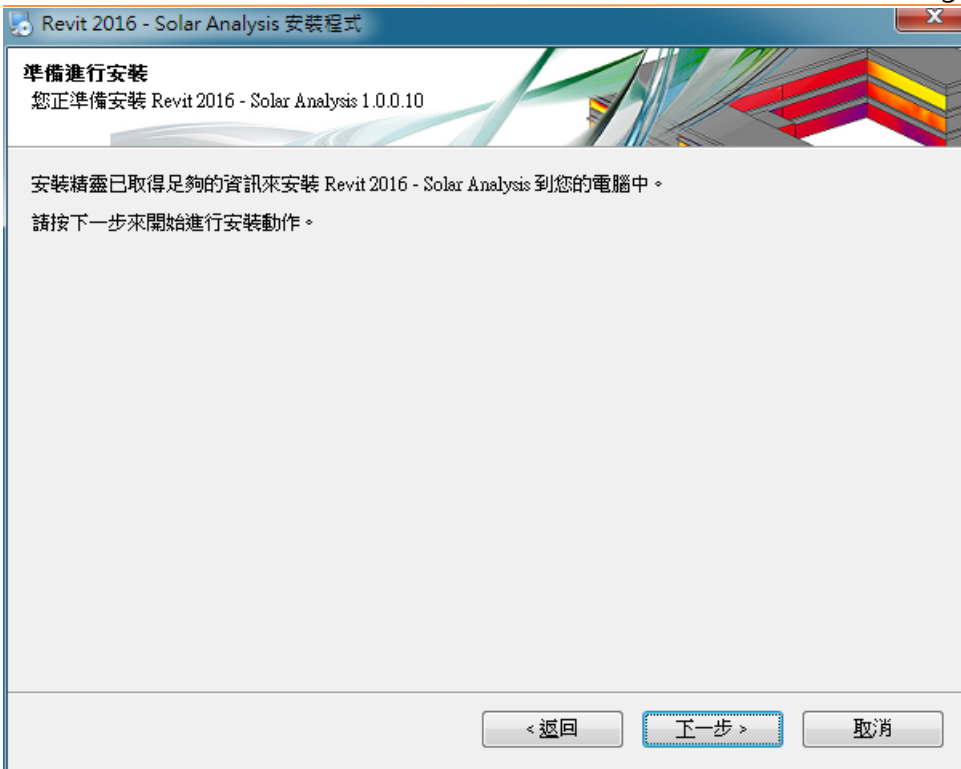 Revit 2016 - Solar Analysis 安裝程式
準備進行安裝
您正準備安裝 Revit 2016 - Solar Analysis 1.0.0.10
安裝精靈已取得足夠的資訊來安裝 Revit 2016 - Solar Analysis 到您的電腦中。
請按下一步來開始進行安裝動作。
< 返回 下一步 > 取消